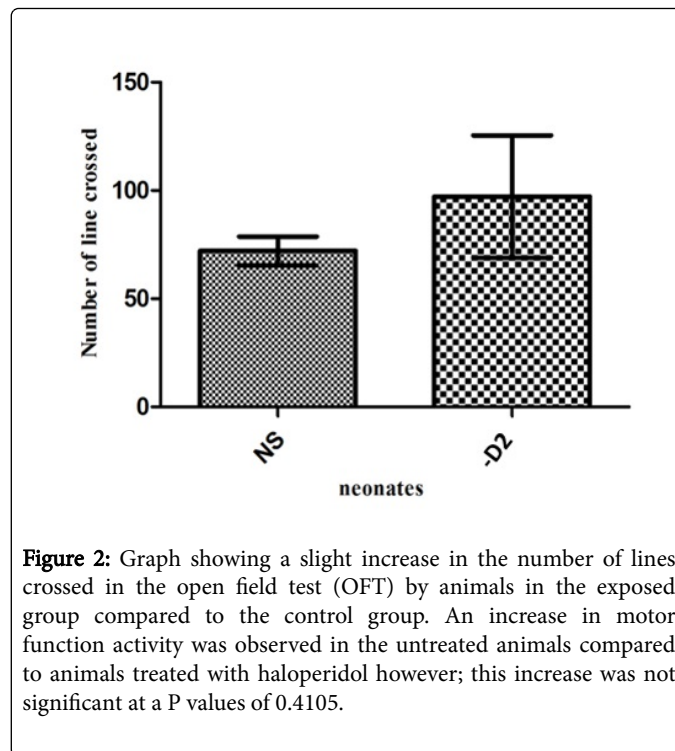 150
100
50
0
Number of line crossed
NS
-D2
neonates
Figure 2: Graph showing a slight increase in the number of lines
crossed in the open field test (OFT) by animals in the exposed
group compared to the control group. An increase in motor
function activity was observed in the untreated animals compared
to animals treated with haloperidol however; this increase was not
significant at a P values of 0.4105.